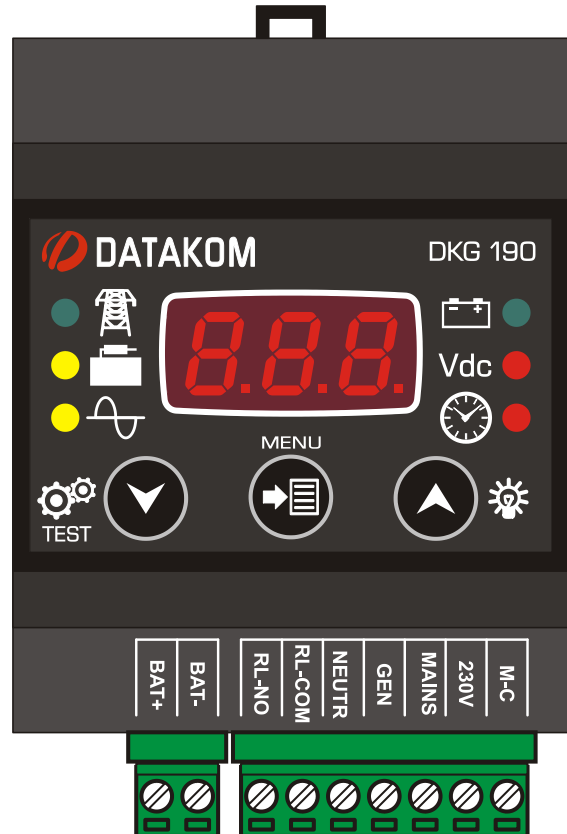 DATAKOM
DKG 190
8.8.8.
Vdc
MENU
TEST
BAT+
BAT-
RL-NO
RL-COM
NEUTR
GEN
MAINS
230V
M-C